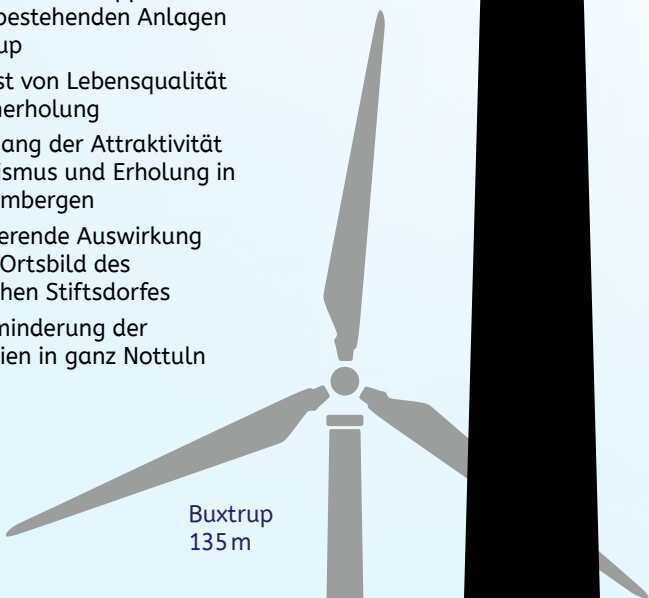 bestehenden Anlagen
up
st von Lebensqualität
erholung
ang der Attraktivität
ismus und Erholung in
mbergen
erende Auswirkung
Ortsbild des
hen Stiftsdorfes
minderung der
ien in ganz Nottuln
Buxtrup
135 m